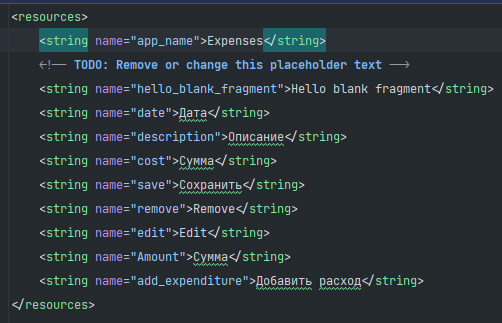 <resources>
<string name="app_name">Expenses</string>
<!-- TODO: Remove or change this placeholder text -->
<string name="hello_blank_fragment">Hello blank fragment</string>
<string name="date">Дата</string>
<string name="description">Описание</string>
<string name="cost">Сумма</string>
<string name="save">Сохранить</string>
<string name="remove">Remove</string>
<string name="edit">Edit</string>
<string name="Amount">Сумма</string>
<string name="add_expenditure">Добавить расход</string>
</resources>